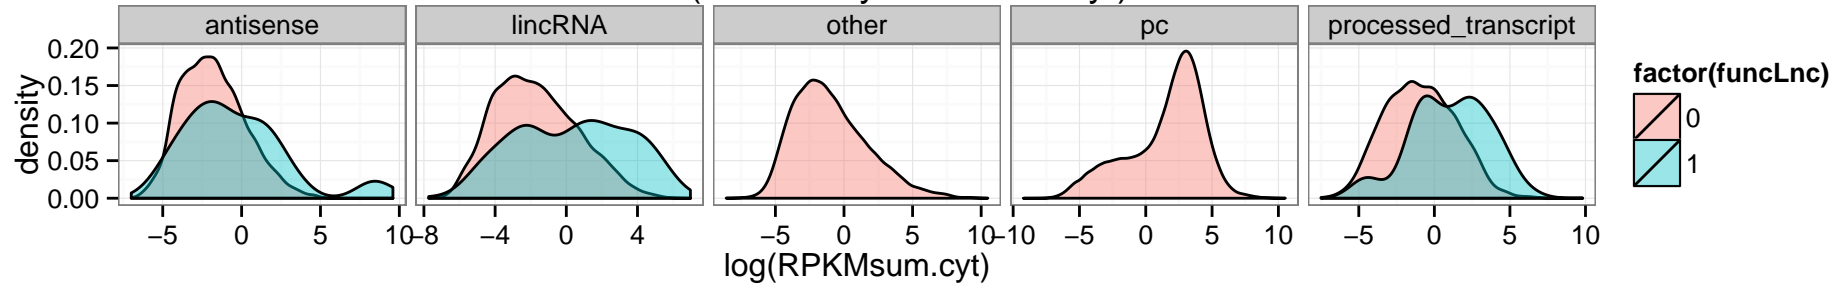 antisense
lincRNA
other
pc
processed_transcript
0.20
0.15
0.10
0.05
0.00
density
−5 0 5 10
−8 −4 0 4
−5 0 5 10
−10 −5 0 5 10
−5 0 5 10
log(RPKMsum.cyt)
factor(funcLnc)
0
1